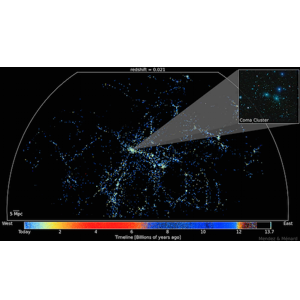 redshift = 0.021
Coma Cluster
5 Mpc
West
East
Today 2 4 6 8 10 12 13.7
Timeline [Billions of years ago]